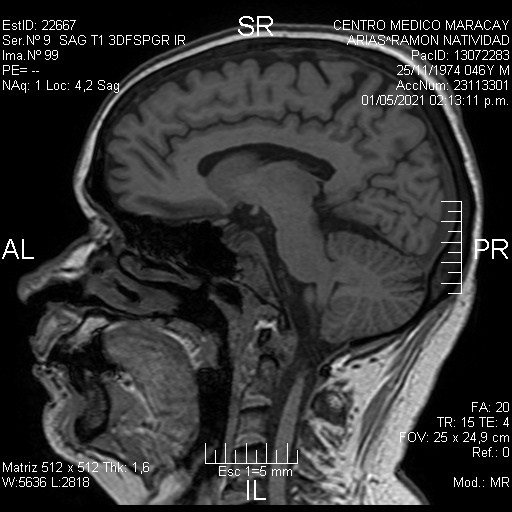 EstID: 22667
Ser.Nº 9 SAG T1 3DFSPGR IR
Ima.Nº 99
PE= --
NAq: 1 Loc: 4,2 Sag
SR
CENTRO MEDICO MARACAY
ARIAS^RAMON NATIVIDAD
PacID: 13072283
25/11/1974 046Y M
AccNum: 23113301
01/05/2021 02:13:11 p.m.
AL
PR
FA: 20
TR: 15 TE: 4
FOV: 25 x 24,9 cm
Ref.: 0
Mod.: MR
Matriz 512 x 512 Thk: 1,6
W:5636 L:2818
Esc 1=5 mm
IL